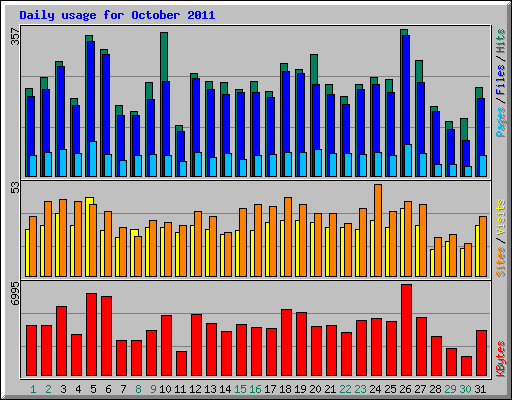 Daily usage for October 2011
357
Pages / Files / Hits
53
Sites / Visits
6995
KBytes
1 2 3 4 5 6 7 8 9 10 11 12 13 14 15 16 17 18 19 20 21 22 23 24 25 26 27 28 29 30 31